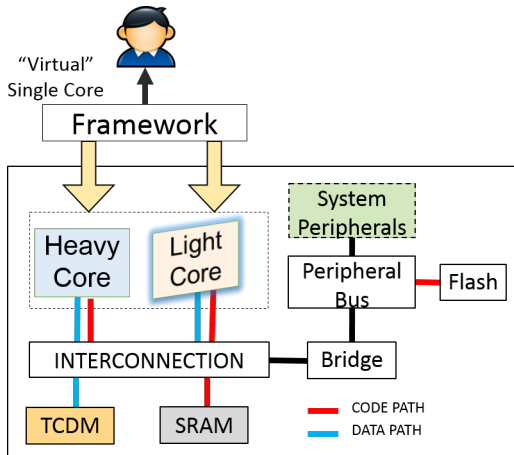 “Virtual”
Single Core
Framework
System
Peripherals
Heavy
Core
Light
Core
Peripheral
Bus
Flash
INTERCONNECTION
Bridge
TCDM
SRAM
CODE PATH
DATA PATH